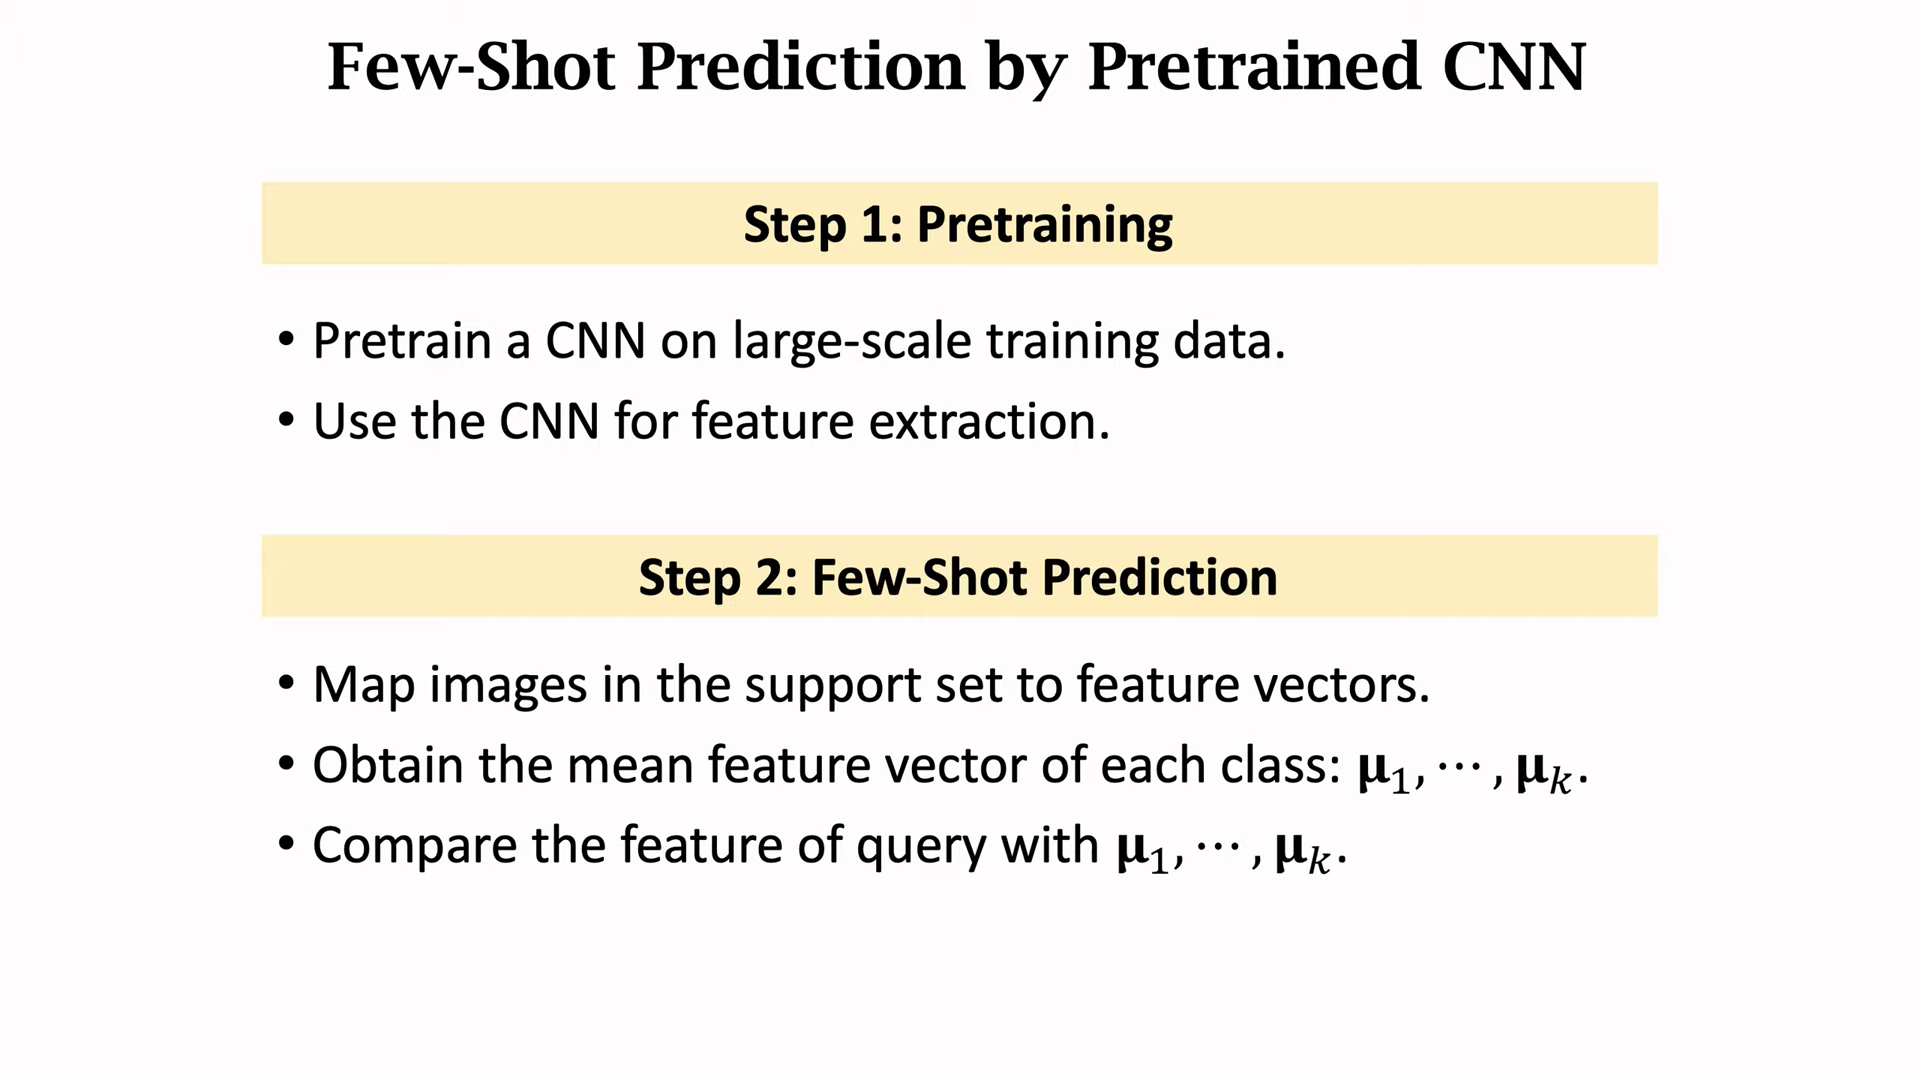 Few-Shot Prediction by Pretrained CNN
Step 1: Pretraining
• Pretrain a CNN on large-scale training data.
• Use the CNN for feature extraction.
Step 2: Few-Shot Prediction
• Map images in the support set to feature vectors.
• Obtain the mean feature vector of each class: μ₁, ⋯ , μₖ.
• Compare the feature of query with μ₁, ⋯ , μₖ.